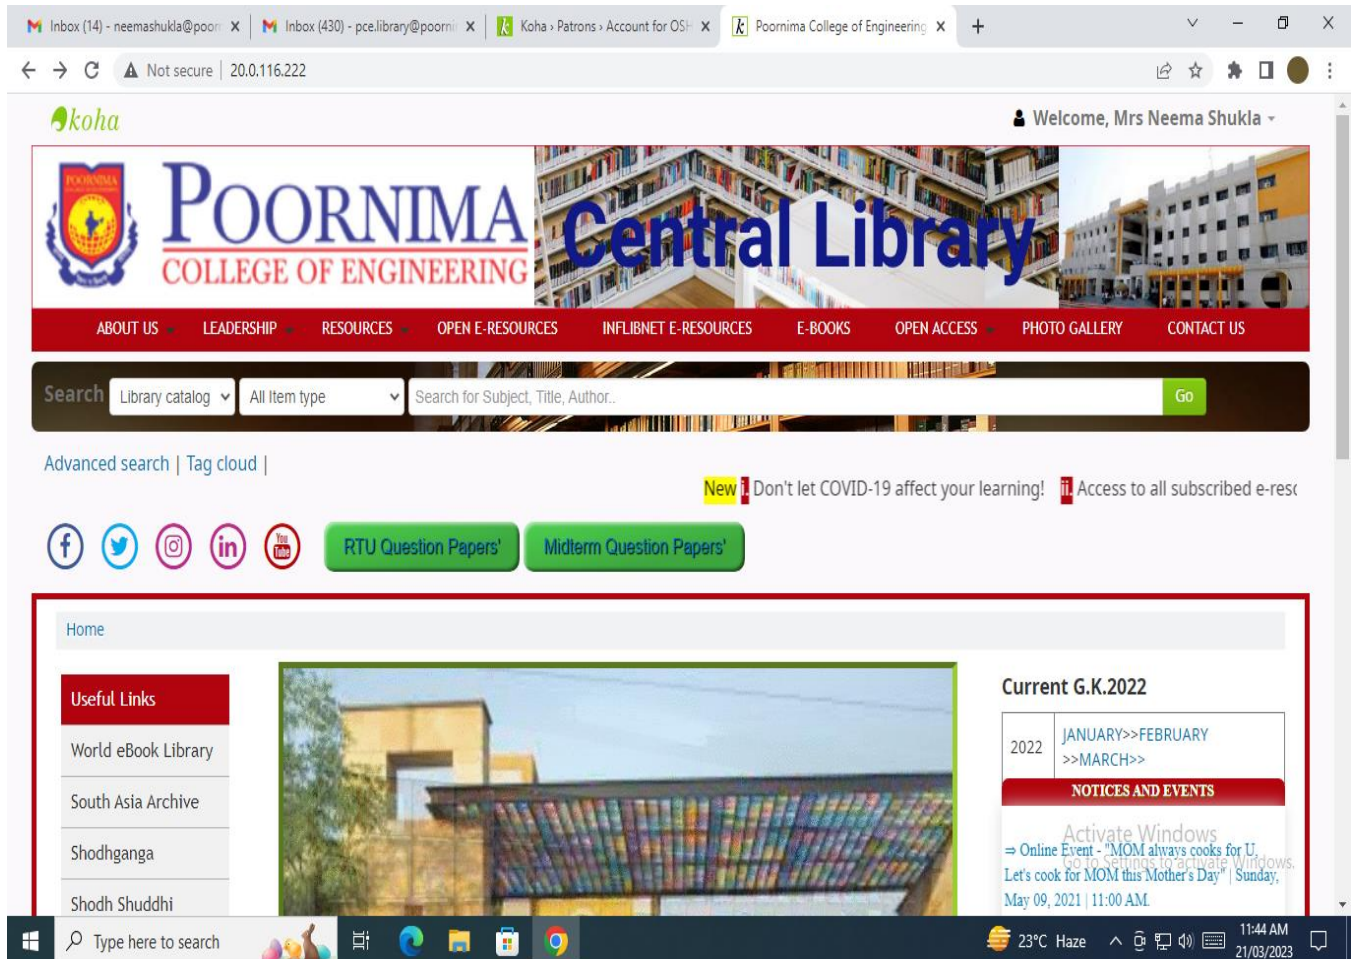 Inbox (14) - neemashukla@poor
Inbox (430) - pce.library@poorni
Koha › Patrons › Account for OSH
Poornima College of Engineering
Not secure | 20.0.116.222
koha
Welcome, Mrs Neema Shukla
POORNIMA
POORNIMA
COLLEGE OF ENGINEERING
Central Library
ABOUT US LEADERSHIP RESOURCES OPEN E-RESOURCES INFLIBNET E-RESOURCES E-BOOKS OPEN ACCESS PHOTO GALLERY CONTACT US
Search Library catalog All Item type Search for Subject, Title, Author.. Go
Advanced search | Tag cloud |
New i. Don't let COVID-19 affect your learning! ii. Access to all subscribed e-reso
You Tube
RTU Question Papers' Midterm Question Papers'
Home
Useful Links
World eBook Library
South Asia Archive
Shodhganga
Shodh Shuddhi
Current G.K.2022
2022 JANUARY>>FEBRUARY
>>MARCH>>
NOTICES AND EVENTS
Activate Windows
Go to Settings to activate Windows.
⇒ Online Event - "MOM always cooks for U,
Let's cook for MOM this Mother's Day" | Sunday,
May 09, 2021 | 11:00 AM.
Type here to search
23°C Haze
11:44 AM
21/03/2023